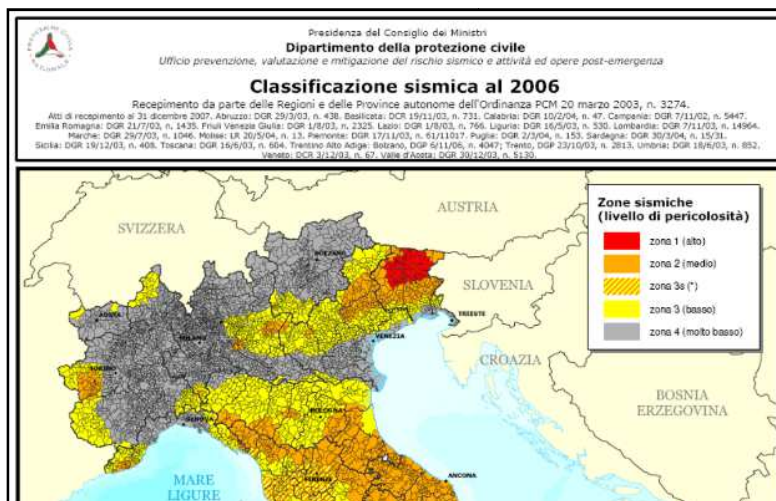 Presidenza del Consiglio dei Ministri
Dipartimento della protezione civile
Ufficio prevenzione, valutazione e mitigazione del rischio sismico e attività ed opere post-emergenza
Classificazione sismica al 2006
Recepimento da parte delle Regioni e delle Province autonome dell'Ordinanza PCM 20 marzo 2003, n. 3274.
Atti di recepimento al 31 dicembre 2007. Abruzzo: DGR 29/3/03, n. 438. Basilicata: DCR 19/11/03, n. 731. Calabria: DGR 10/2/04, n. 47. Campania: DGR 7/11/02, n. 5447.
Emilia Romagna: DGR 21/7/03, n. 1435. Friuli Venezia Giulia: DGR 1/8/03, n. 2325. Lazio: DGR 1/8/03, n. 766. Liguria: DGR 16/5/03, n. 530. Lombardia: DGR 7/11/03, n. 14964.
Marche: DGR 29/7/03, n. 1046. Molise: LR 20/5/04, n. 13. Piemonte: DGR 17/11/03, n. 61/11017. Puglia: DGR 2/3/04, n. 153. Sardegna: DGR 30/3/04, n. 15/31.
Sicilia: DGR 19/12/03, n. 408. Toscana: DGR 16/6/03, n. 604. Trentino Alto Adige: Bolzano, DGP 6/11/06, n. 4047; Trento, DGP 23/10/03, n. 2813. Umbria: DGR 18/6/03, n. 852.
Veneto: DCR 3/12/03, n. 67. Valle d'Aosta: DGR 30/12/03, n. 5130.
Zone sismiche
(livello di pericolosità)
zona 1 (alto)
zona 2 (medio)
zona 3s (*)
zona 3 (basso)
zona 4 (molto basso)
AUSTRIA
SVIZZERA
BOLZANO
SLOVENIA
AOSTA
TRIESTE
MILANO
VENEZIA
CROAZIA
TORINO
BOSNIA
ERZEGOVINA
BOLOGNA
GENOVA
ANCONA
MARE
LIGURE
FIRENZE